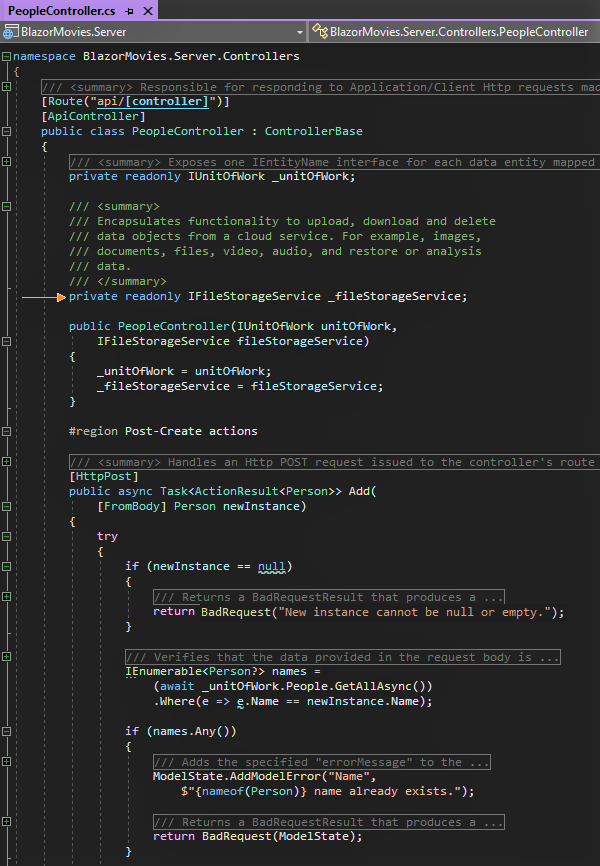 PeopleController.cs
BlazorMovies.Server BlazorMovies.Server.Controllers.PeopleController
namespace BlazorMovies.Server.Controllers
{
/// <summary> Responsible for responding to Application/Client Http requests mad
[Route("api/[controller]")]
[ApiController]
public class PeopleController : ControllerBase
{
/// <summary> Exposes one IEntityName interface for each data entity mapped
private readonly IUnitOfWork _unitOfWork;
/// <summary>
/// Encapsulates functionality to upload, download and delete
/// data objects from a cloud service. For example, images,
/// documents, files, video, audio, and restore or analysis
/// data.
/// </summary>
private readonly IFileStorageService _fileStorageService;
public PeopleController(IUnitOfWork unitOfWork,
IFileStorageService fileStorageService)
{
_unitOfWork = unitOfWork;
_fileStorageService = fileStorageService;
}
#region Post-Create actions
/// <summary> Handles an Http POST request issued to the controller's route
[HttpPost]
public async Task<ActionResult<Person>> Add(
[FromBody] Person newInstance)
{
try
{
if (newInstance == null)
{
/// Returns a BadRequestResult that produces a ...
return BadRequest("New instance cannot be null or empty.");
}
/// Verifies that the data provided in the request body is ...
IEnumerable<Person?> names =
(await _unitOfWork.People.GetAllAsync())
.Where(e => e.Name == newInstance.Name);
if (names.Any())
{
/// Adds the specified "errorMessage" to the ...
ModelState.AddModelError("Name",
$"{nameof(Person)} name already exists.");
/// Returns a BadRequestResult that produces a ...
return BadRequest(ModelState);
}